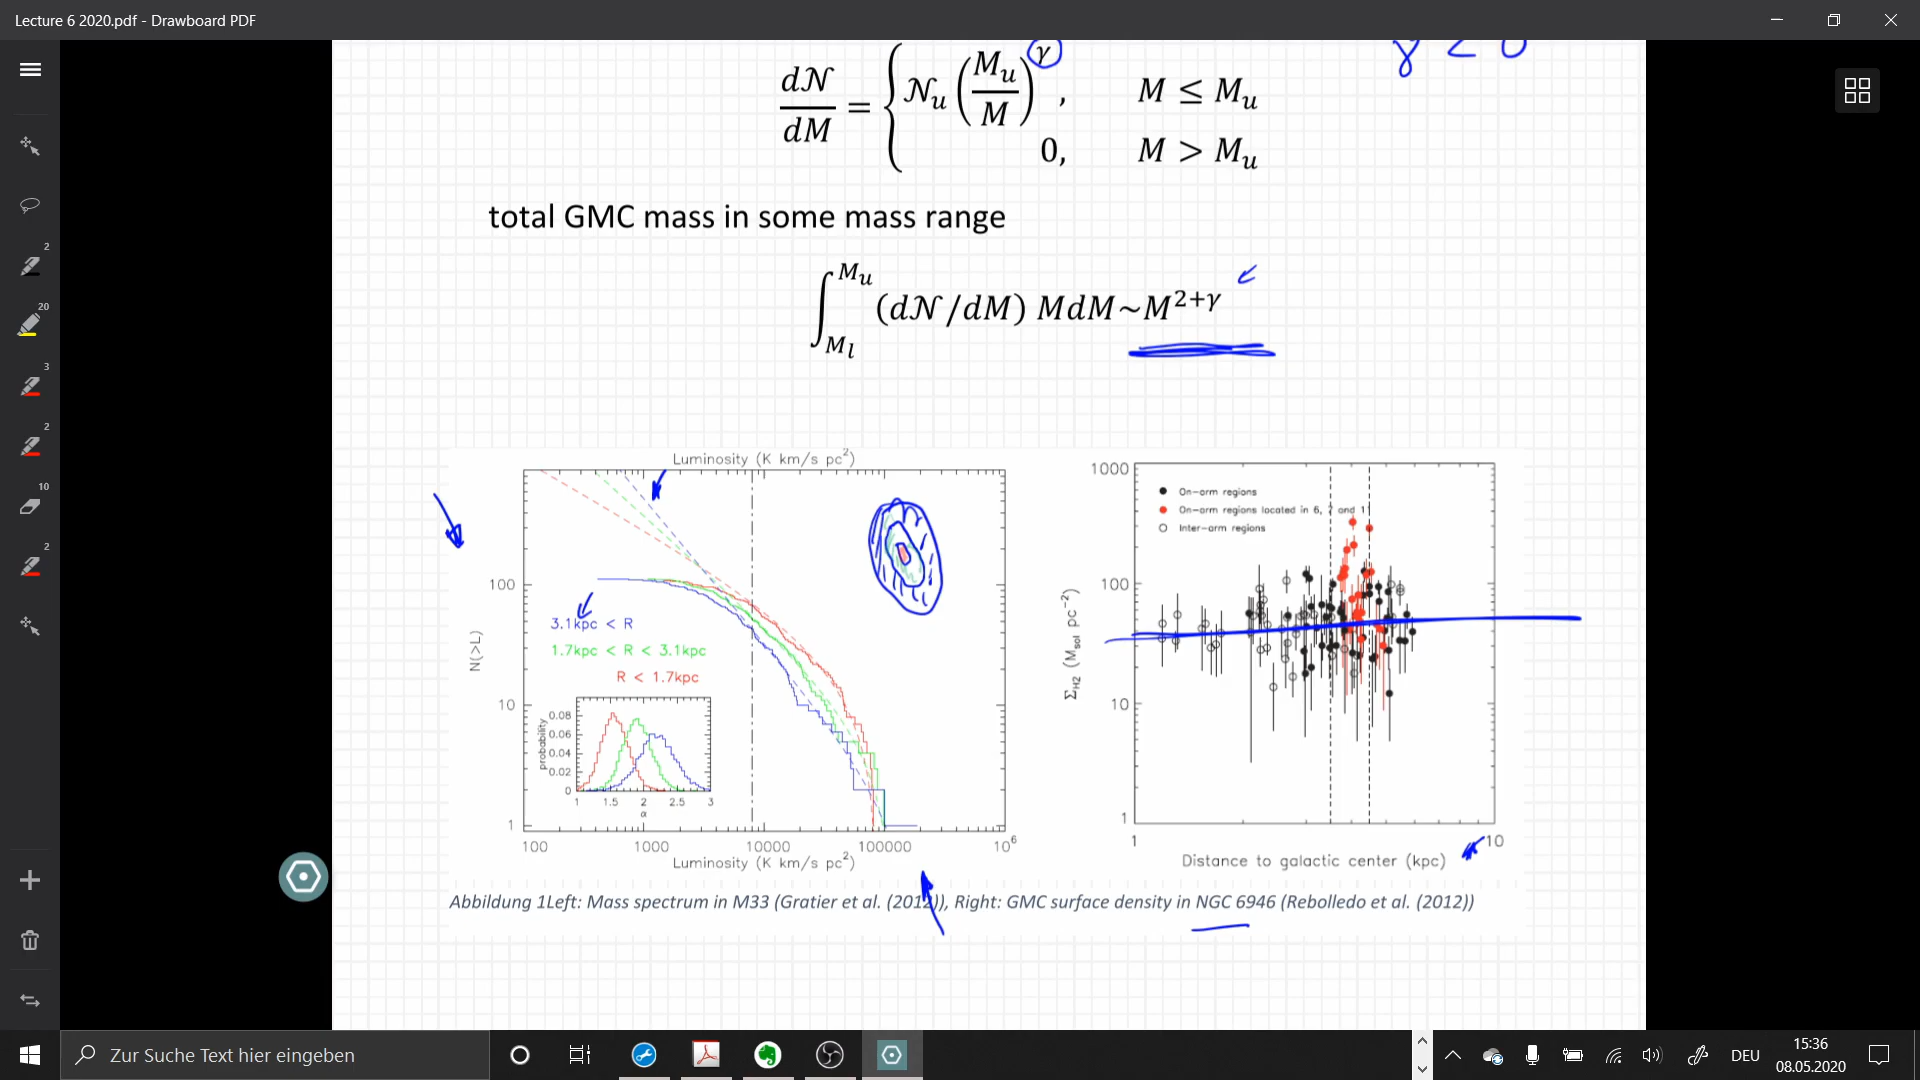 Lecture 6 2020.pdf - Drawboard PDF
γ < 0
dN/dM = { N_u (M_u/M)^γ, M ≤ M_u
0, M > M_u
total GMC mass in some mass range
∫_{M_l}^{M_u} (dN/dM) MdM~M^{2+γ}
2
20
3
2
10
2
Luminosity (K km/s pc²)
100
10
1
N(>L)
3.1kpc < R
1.7kpc < R < 3.1kpc
R < 1.7kpc
probability
0.08
0.06
0.04
0.02
0
1 1.5 2 2.5 3
α
100 1000 10000 100000 10⁶
Luminosity (K km/s pc²)
1000
100
10
1
Σ_H2 (M_sol pc⁻²)
On-arm regions
On-arm regions located in 6, 7 and 1
Inter-arm regions
1 10
Distance to galactic center (kpc)
Abbildung 1Left: Mass spectrum in M33 (Gratier et al. (2012)), Right: GMC surface density in NGC 6946 (Rebolledo et al. (2012))
Zur Suche Text hier eingeben
DEU
15:36
08.05.2020